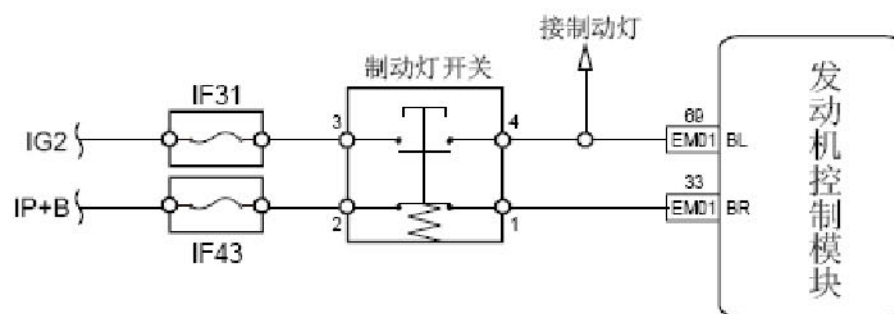 接制动灯
制动灯开关
IF31
3
4
69
IG2
EM01
BL
33
IP+B
EM01
BR
2
1
IF43
发动机控制模块